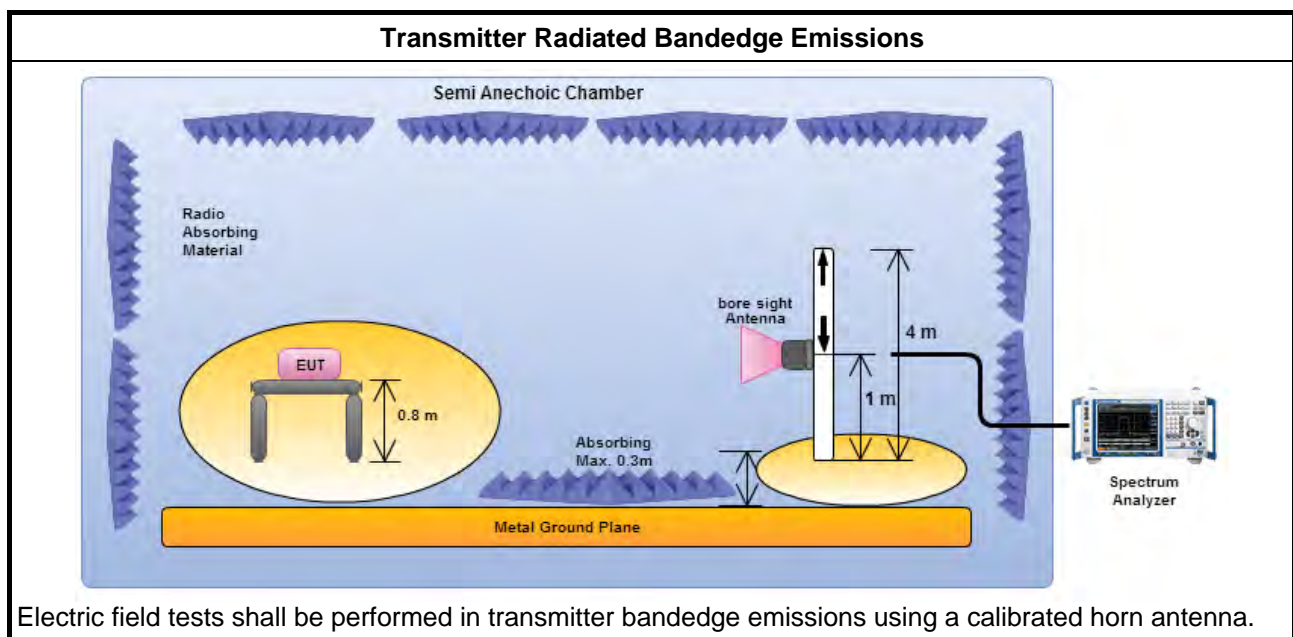 Transmitter Radiated Bandedge Emissions
Semi Anechoic Chamber
Radio
Absorbing
Material
bore sight
Antenna
4 m
EUT
1 m
0.8 m
Absorbing
Max. 0.3m
Spectrum
Analyzer
Metal Ground Plane
Electric field tests shall be performed in transmitter bandedge emissions using a calibrated horn antenna.